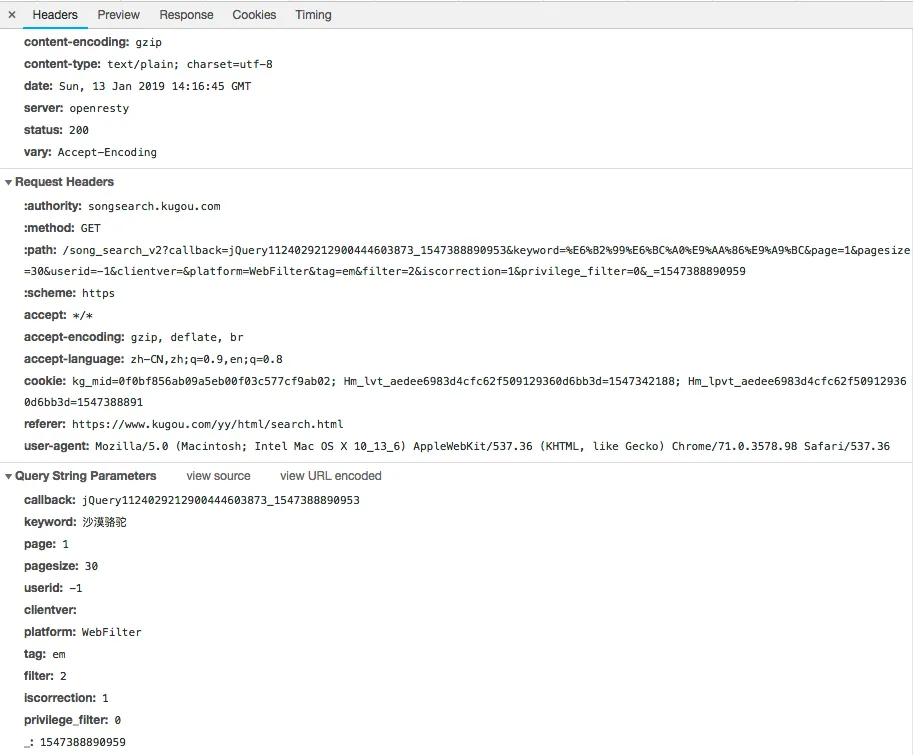 × Headers Preview Response Cookies Timing
content-encoding: gzip
content-type: text/plain; charset=utf-8
date: Sun, 13 Jan 2019 14:16:45 GMT
server: openresty
status: 200
vary: Accept-Encoding
▼Request Headers
:authority: songsearch.kugou.com
:method: GET
:path: /song_search_v2?callback=jQuery1124029212900444603873_1547388890953&keyword=%E6%B2%99%E6%BC%A0%E9%AA%86%E9%A9%BC&page=1&pagesize
=30&userid=-1&clientver=&platform=WebFilter&tag=em&filter=2&iscorrection=1&privilege_filter=0&_=1547388890959
:scheme: https
accept: */*
accept-encoding: gzip, deflate, br
accept-language: zh-CN,zh;q=0.9,en;q=0.8
cookie: kg_mid=0f0bf856ab09a5eb00f03c577cf9ab02; Hm_lvt_aedee6983d4cfc62f509129360d6bb3d=1547342188; Hm_lpvt_aedee6983d4cfc62f50912936
0d6bb3d=1547388891
referer: https://www.kugou.com/yy/html/search.html
user-agent: Mozilla/5.0 (Macintosh; Intel Mac OS X 10_13_6) AppleWebKit/537.36 (KHTML, like Gecko) Chrome/71.0.3578.98 Safari/537.36
▼Query String Parameters view source view URL encoded
callback: jQuery1124029212900444603873_1547388890953
keyword: 沙漠骆驼
page: 1
pagesize: 30
userid: -1
clientver:
platform: WebFilter
tag: em
filter: 2
iscorrection: 1
privilege_filter: 0
_: 1547388890959